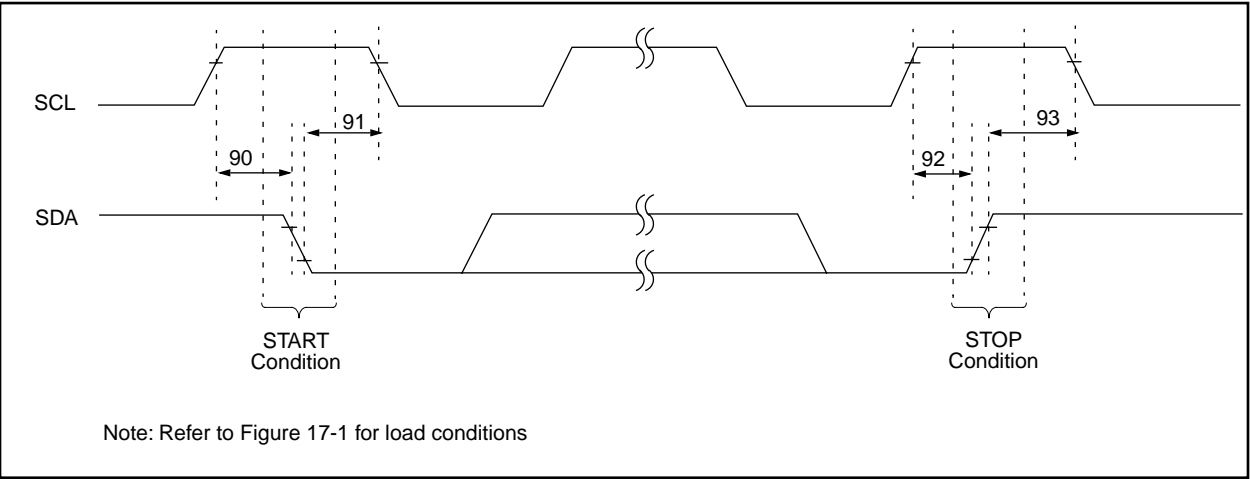 SCL
91
93
90
92
SDA
START
Condition
STOP
Condition
Note: Refer to Figure 17-1 for load conditions